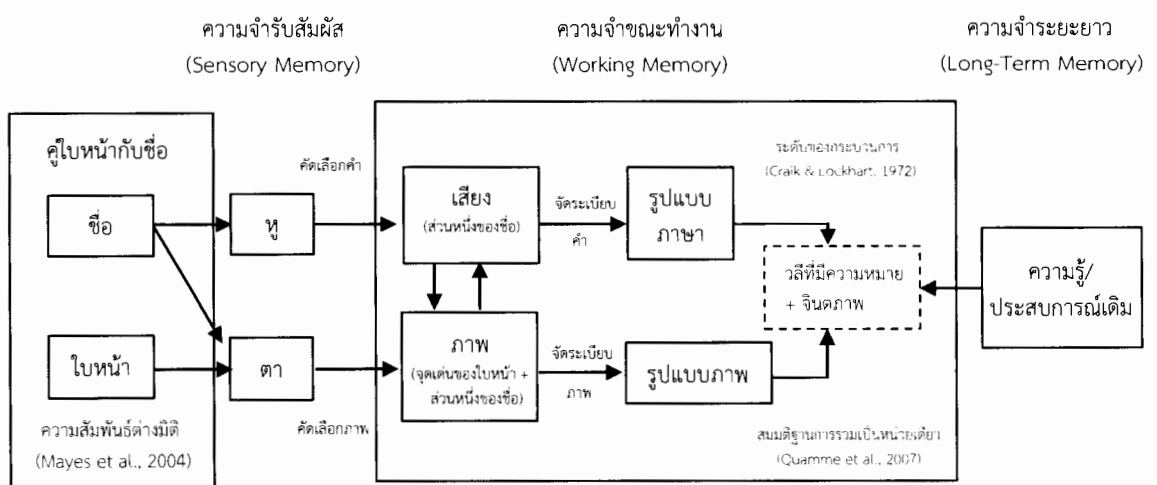 ความจำรับสัมผัส
(Sensory Memory)
ความจำขณะทำงาน
(Working Memory)
ความจำระยะยาว
(Long-Term Memory)
คู่ใบหน้ากับชื่อ
ชื่อ
ใบหน้า
ความสัมพันธ์ต่างมิติ
(Mayes et al., 2004)
คัดเลือกคำ
หู
ตา
คัดเลือกภาพ
เสียง
(ส่วนหนึ่งของชื่อ)
ภาพ
(จุดเด่นของใบหน้า +
ส่วนหนึ่งของชื่อ)
จัดระเบียบ
คำ
จัดระเบียบ
ภาพ
รูปแบบ
ภาษา
รูปแบบภาพ
ระดับของกระบวนการ
(Craik & Lockhart, 1972)
วลีที่มีความหมาย
+ จินตภาพ
สมมติฐานการรวมเป็นหน่วยเดียว
(Quamme et al., 2007)
ความรู้/
ประสบการณ์เดิม